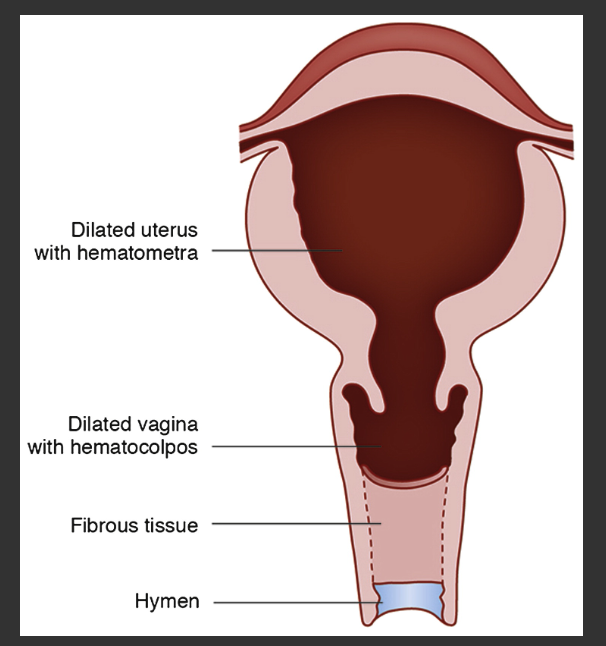 Dilated uterus
with hematometra
Dilated vagina
with hematocolpos
Fibrous tissue
Hymen